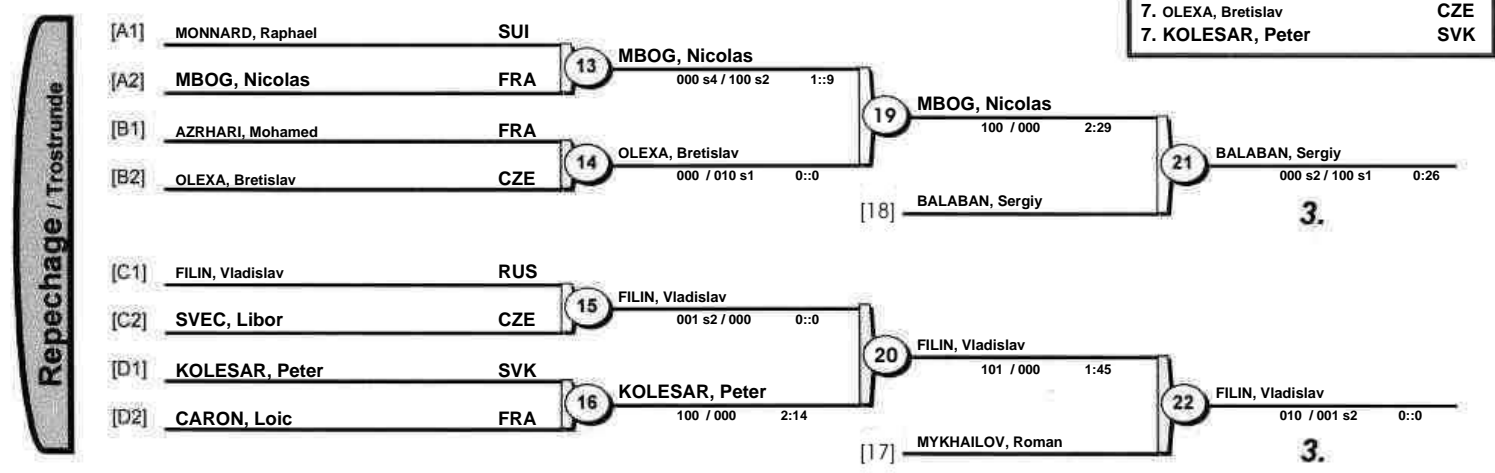 7. OLEXA, Bretislav CZE
7. KOLESAR, Peter SVK
Repechage / Trostrunde
[A1] MONNARD, Raphael SUI
[A2] MBOG, Nicolas FRA
13 MBOG, Nicolas
000 s4 / 100 s2 1::9
[B1] AZRHARI, Mohamed FRA
[B2] OLEXA, Bretislav CZE
14 OLEXA, Bretislav
000 / 010 s1 0::0
19 MBOG, Nicolas
100 / 000 2:29
[18] BALABAN, Sergiy
21 BALABAN, Sergiy
000 s2 / 100 s1 0:26
3.
[C1] FILIN, Vladislav RUS
[C2] SVEC, Libor CZE
15 FILIN, Vladislav
001 s2 / 000 0::0
[D1] KOLESAR, Peter SVK
[D2] CARON, Loic FRA
16 KOLESAR, Peter
100 / 000 2:14
20 FILIN, Vladislav
101 / 000 1:45
[17] MYKHAILOV, Roman
22 FILIN, Vladislav
010 / 001 s2 0::0
3.